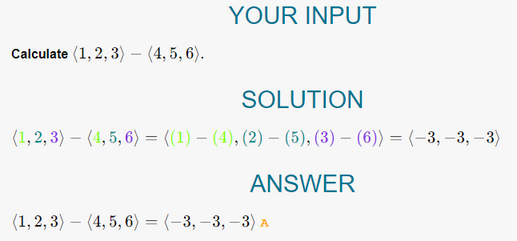 YOUR INPUT
Calculate ⟨1, 2, 3⟩ − ⟨4, 5, 6⟩.
SOLUTION
⟨1, 2, 3⟩ − ⟨4, 5, 6⟩ = ⟨(1) − (4), (2) − (5), (3) − (6)⟩ = ⟨−3, −3, −3⟩
ANSWER
⟨1, 2, 3⟩ − ⟨4, 5, 6⟩ = ⟨−3, −3, −3⟩ A